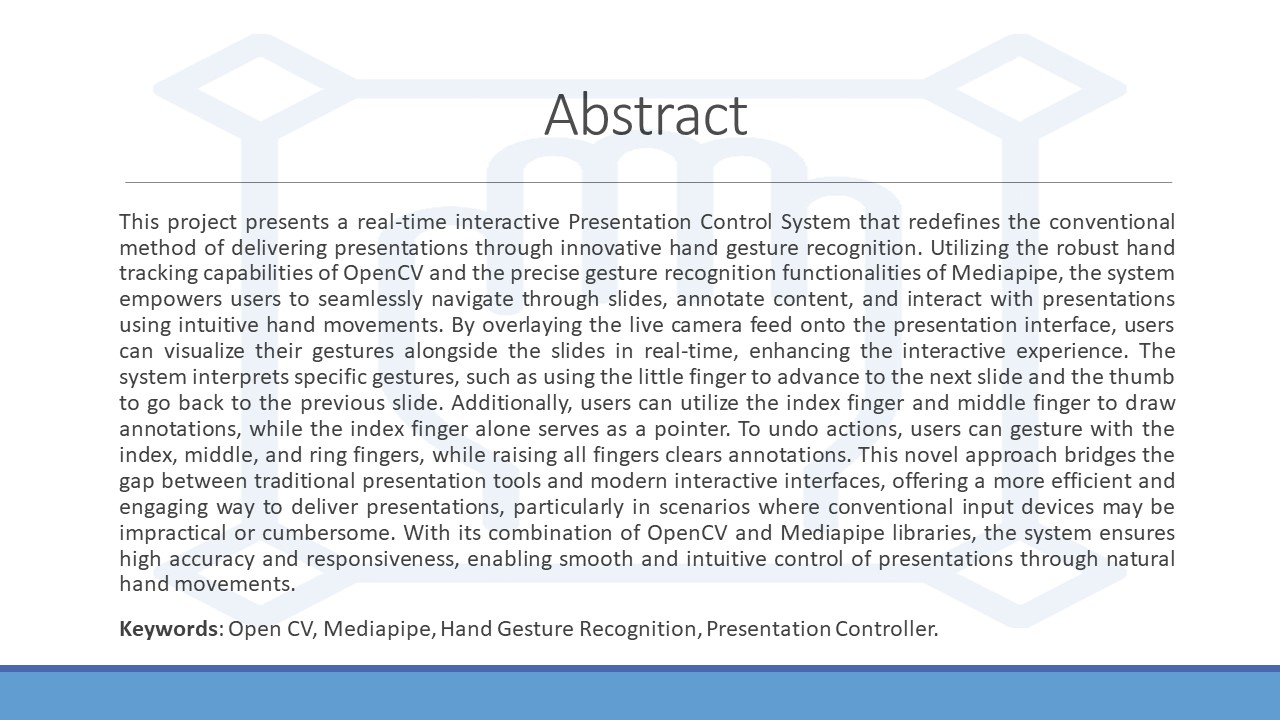 Abstract
This project presents a real-time interactive Presentation Control System that redefines the conventional
method of delivering presentations through innovative hand gesture recognition. Utilizing the robust hand
tracking capabilities of OpenCV and the precise gesture recognition functionalities of Mediapipe, the system
empowers users to seamlessly navigate through slides, annotate content, and interact with presentations
using intuitive hand movements. By overlaying the live camera feed onto the presentation interface, users
can visualize their gestures alongside the slides in real-time, enhancing the interactive experience. The
system interprets specific gestures, such as using the little finger to advance to the next slide and the thumb
to go back to the previous slide. Additionally, users can utilize the index finger and middle finger to draw
annotations, while the index finger alone serves as a pointer. To undo actions, users can gesture with the
index, middle, and ring fingers, while raising all fingers clears annotations. This novel approach bridges the
gap between traditional presentation tools and modern interactive interfaces, offering a more efficient and
engaging way to deliver presentations, particularly in scenarios where conventional input devices may be
impractical or cumbersome. With its combination of OpenCV and Mediapipe libraries, the system ensures
high accuracy and responsiveness, enabling smooth and intuitive control of presentations through natural
hand movements.
Keywords: Open CV, Mediapipe, Hand Gesture Recognition, Presentation Controller.